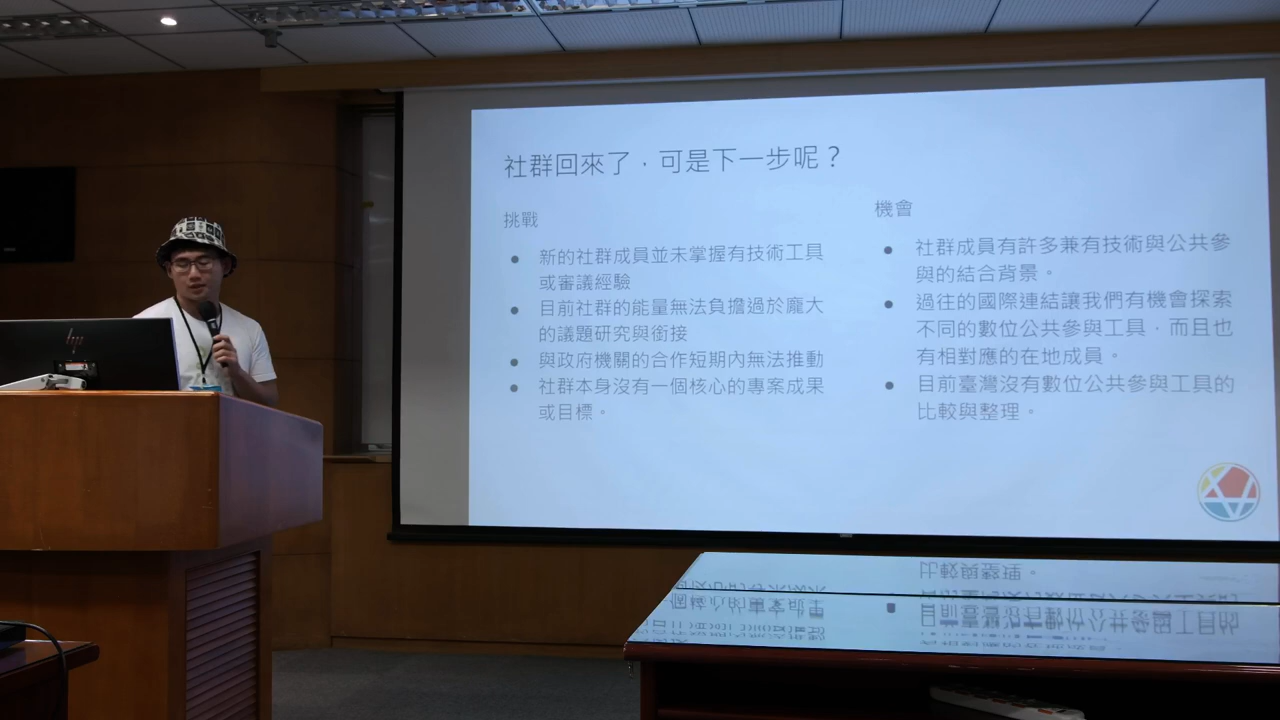 社群回來了，可是下一步呢？
挑戰
● 新的社群成員並未掌握有技術工具
或審議經驗
● 目前社群的能量無法負擔過於龐大
的議題研究與銜接
● 與政府機關的合作短期內無法推動
● 社群本身沒有一個核心的專案成果
或目標。
機會
● 社群成員有許多兼有技術與公共參
與的結合背景。
● 過往的國際連結讓我們有機會探索
不同的數位公共參與工具，而且也
有相對應的在地成員。
● 目前臺灣沒有數位公共參與工具的
比較與整理。
hp